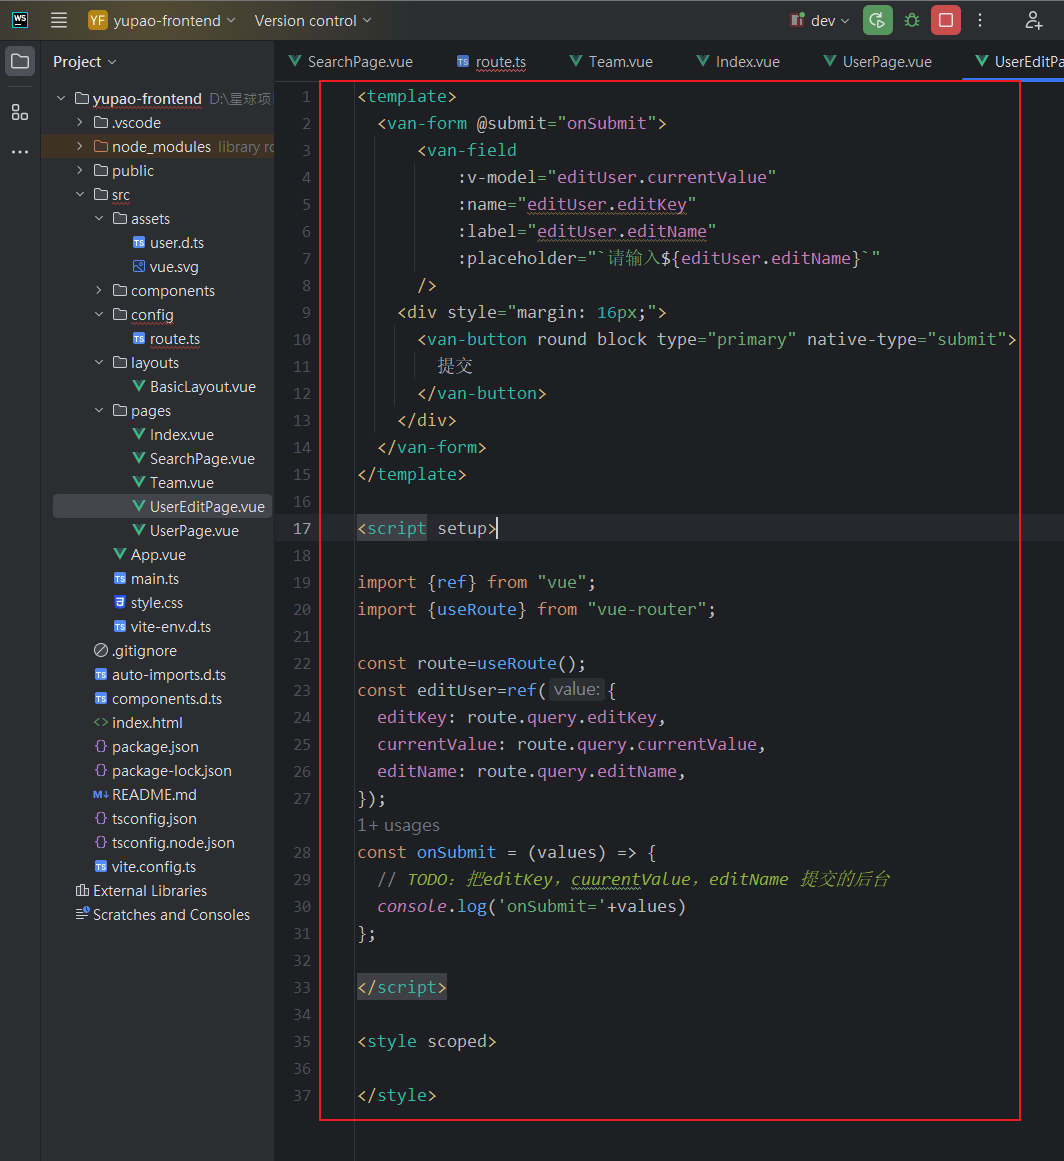 WS YF yupao-frontend Version control dev
Project
SearchPage.vue route.ts Team.vue Index.vue UserPage.vue UserEditPa
yupao-frontend D:\星球项
.vscode
node_modules library ro
public
src
assets
TS user.d.ts
vue.svg
components
config
TS route.ts
layouts
BasicLayout.vue
pages
Index.vue
SearchPage.vue
Team.vue
UserEditPage.vue
UserPage.vue
App.vue
TS main.ts
style.css
TS vite-env.d.ts
.gitignore
TS auto-imports.d.ts
TS components.d.ts
<> index.html
{} package.json
{} package-lock.json
M↓ README.md
{} tsconfig.json
{} tsconfig.node.json
TS vite.config.ts
External Libraries
Scratches and Consoles
1 <template>
2 <van-form @submit="onSubmit">
3 <van-field
4 :v-model="editUser.currentValue"
5 :name="editUser.editKey"
6 :label="editUser.editName"
7 :placeholder="`请输入${editUser.editName}`"
8 />
9 <div style="margin: 16px;">
10 <van-button round block type="primary" native-type="submit">
11 提交
12 </van-button>
13 </div>
14 </van-form>
15 </template>
16
17 <script setup>
18
19 import {ref} from "vue";
20 import {useRoute} from "vue-router";
21
22 const route=useRoute();
23 const editUser=ref( value: {
24 editKey: route.query.editKey,
25 currentValue: route.query.currentValue,
26 editName: route.query.editName,
27 });
1+ usages
28 const onSubmit = (values) => {
29 // TODO: 把editKey，cuurentValue，editName 提交的后台
30 console.log('onSubmit='+values)
31 };
32
33 </script>
34
35 <style scoped>
36
37 </style>